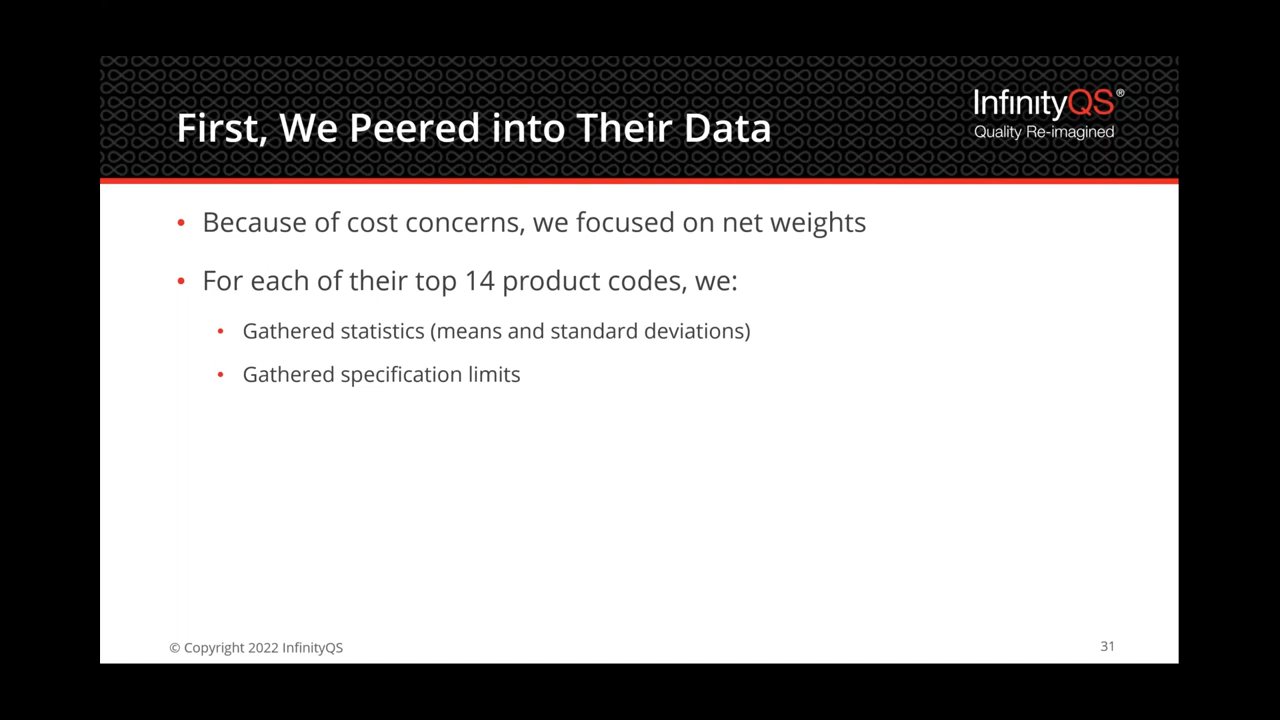 First, We Peered into Their Data
InfinityQS®
Quality Re-imagined
• Because of cost concerns, we focused on net weights
• For each of their top 14 product codes, we:
• Gathered statistics (means and standard deviations)
• Gathered specification limits
© Copyright 2022 InfinityQS
31